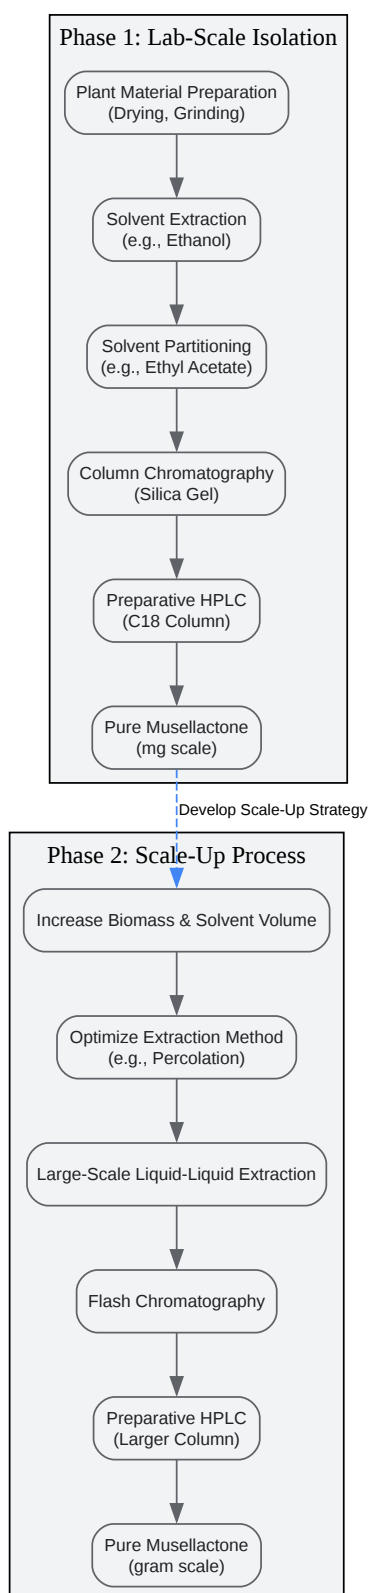 Phase 1: Lab-Scale Isolation
Plant Material Preparation
(Drying, Grinding)
Solvent Extraction
(e.g., Ethanol)
Solvent Partitioning
(e.g., Ethyl Acetate)
Column Chromatography
(Silica Gel)
Preparative HPLC
(C18 Column)
Pure Musellactone
(mg scale)
Develop Scale-Up Strategy
Phase 2: Scale-Up Process
Increase Biomass & Solvent Volume
Optimize Extraction Method
(e.g., Percolation)
Large-Scale Liquid-Liquid Extraction
Flash Chromatography
Preparative HPLC
(Larger Column)
Pure Musellactone
(gram scale)